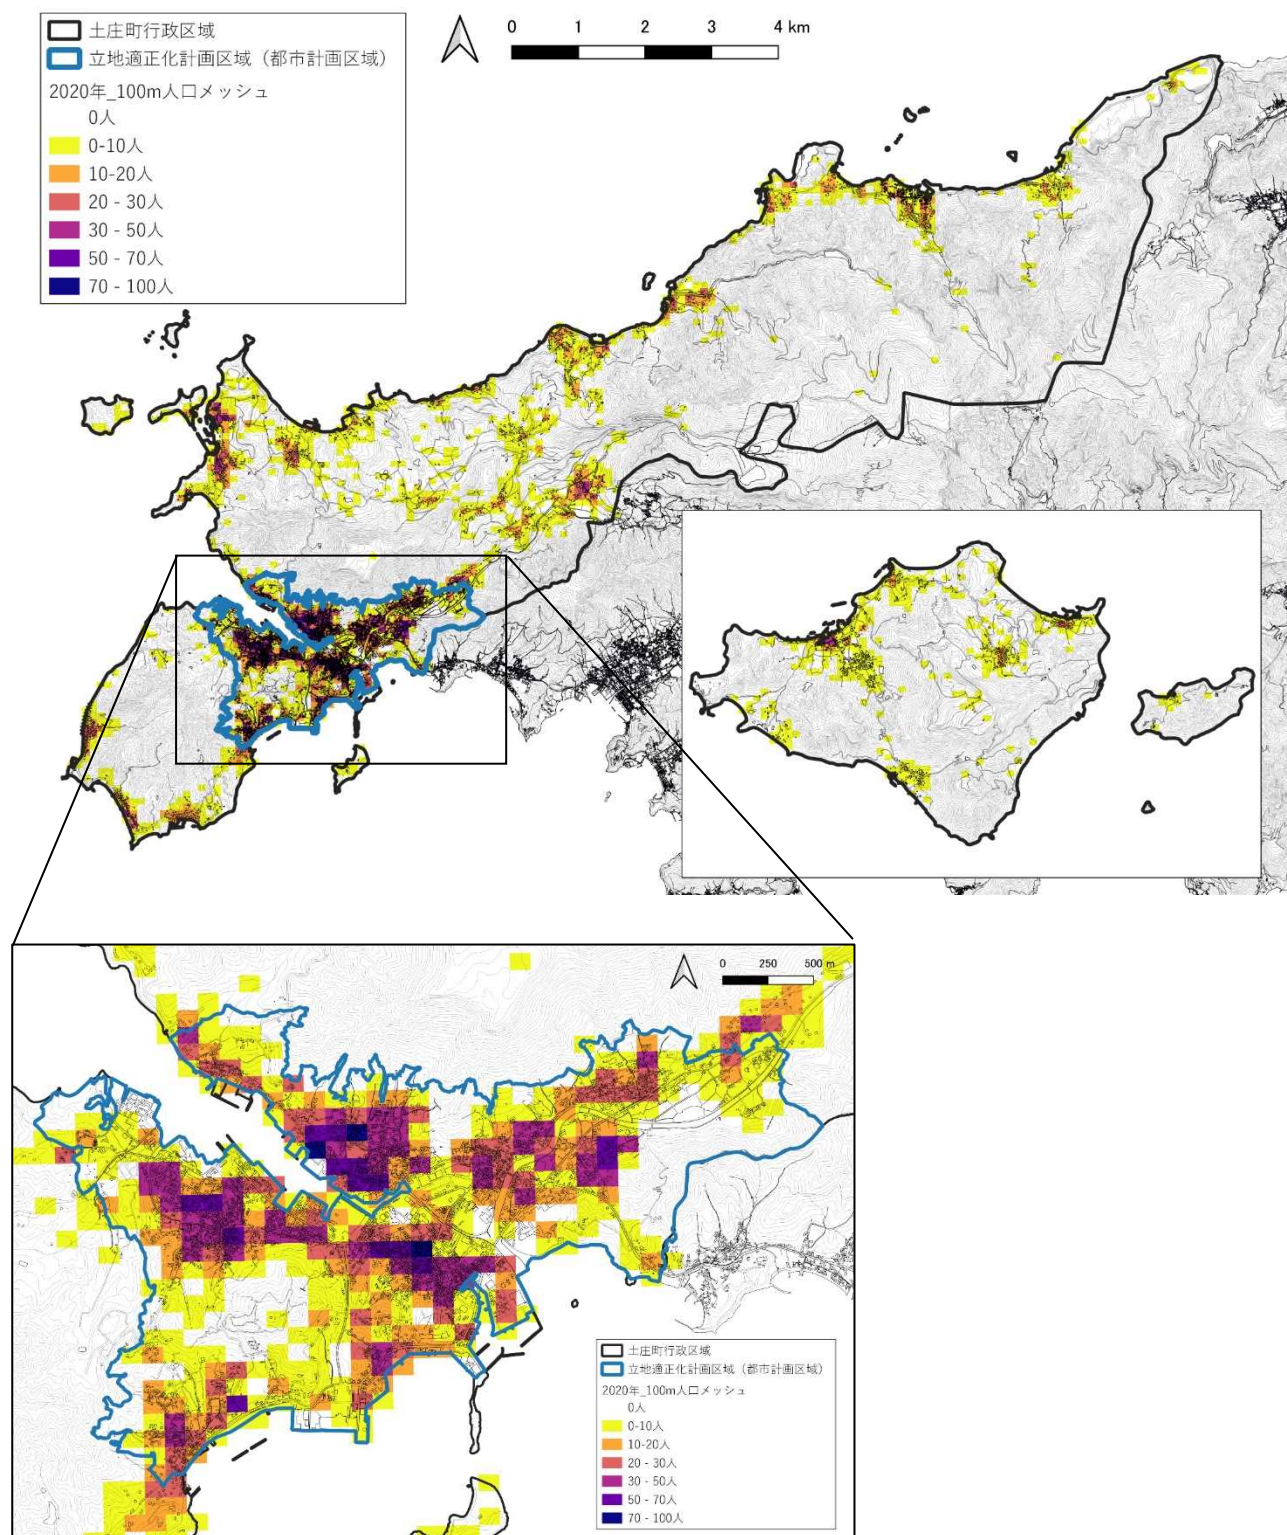 土庄町行政区域
立地適正化計画区域（都市計画区域）
2020年_100m人口メッシュ
0人
0-10人
10-20人
20 - 30人
30 - 50人
50 - 70人
70 - 100人
0 1 2 3 4 km
0 250 500 m
土庄町行政区域
立地適正化計画区域（都市計画区域）
2020年_100m人口メッシュ
0人
0-10人
10-20人
20 - 30人
30 - 50人
50 - 70人
70 - 100人